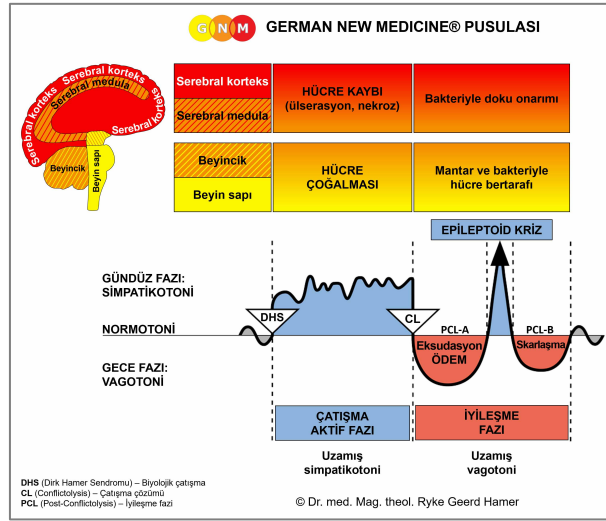 GNM GERMAN NEW MEDICINE® PUSULASI
Serebral korteks
Serebral korteks
Serebral korteks
Serebral korteks
Serebral medula
Beyincik
Beyin sapı
Serebral korteks
Serebral medula
HÜCRE KAYBI
(ülserasyon, nekroz)
Bakteriyle doku onarımı
Beyincik
Beyin sapı
HÜCRE
ÇOĞALMASI
Mantar ve bakteriyle
hücre bertarafı
EPİLEPTOİD KRİZ
GÜNDÜZ FAZI:
SİMPATİKOTONİ
DHS
CL
NORMOTONİ
PCL-A
PCL-B
Eksudasyon
ÖDEM
Skarlaşma
GECE FAZI:
VAGOTONİ
ÇATIŞMA
AKTİF FAZI
İYİLEŞME
FAZI
Uzamış
simpatikotoni
Uzamış
vagotoni
DHS (Dirk Hamer Sendromu) – Biyolojik çatışma
CL (Conflictolysis) – Çatışma çözümü
PCL (Post-Conflictolysis) – İyileşme fazi
© Dr. med. Mag. theol. Ryke Geerd Hamer